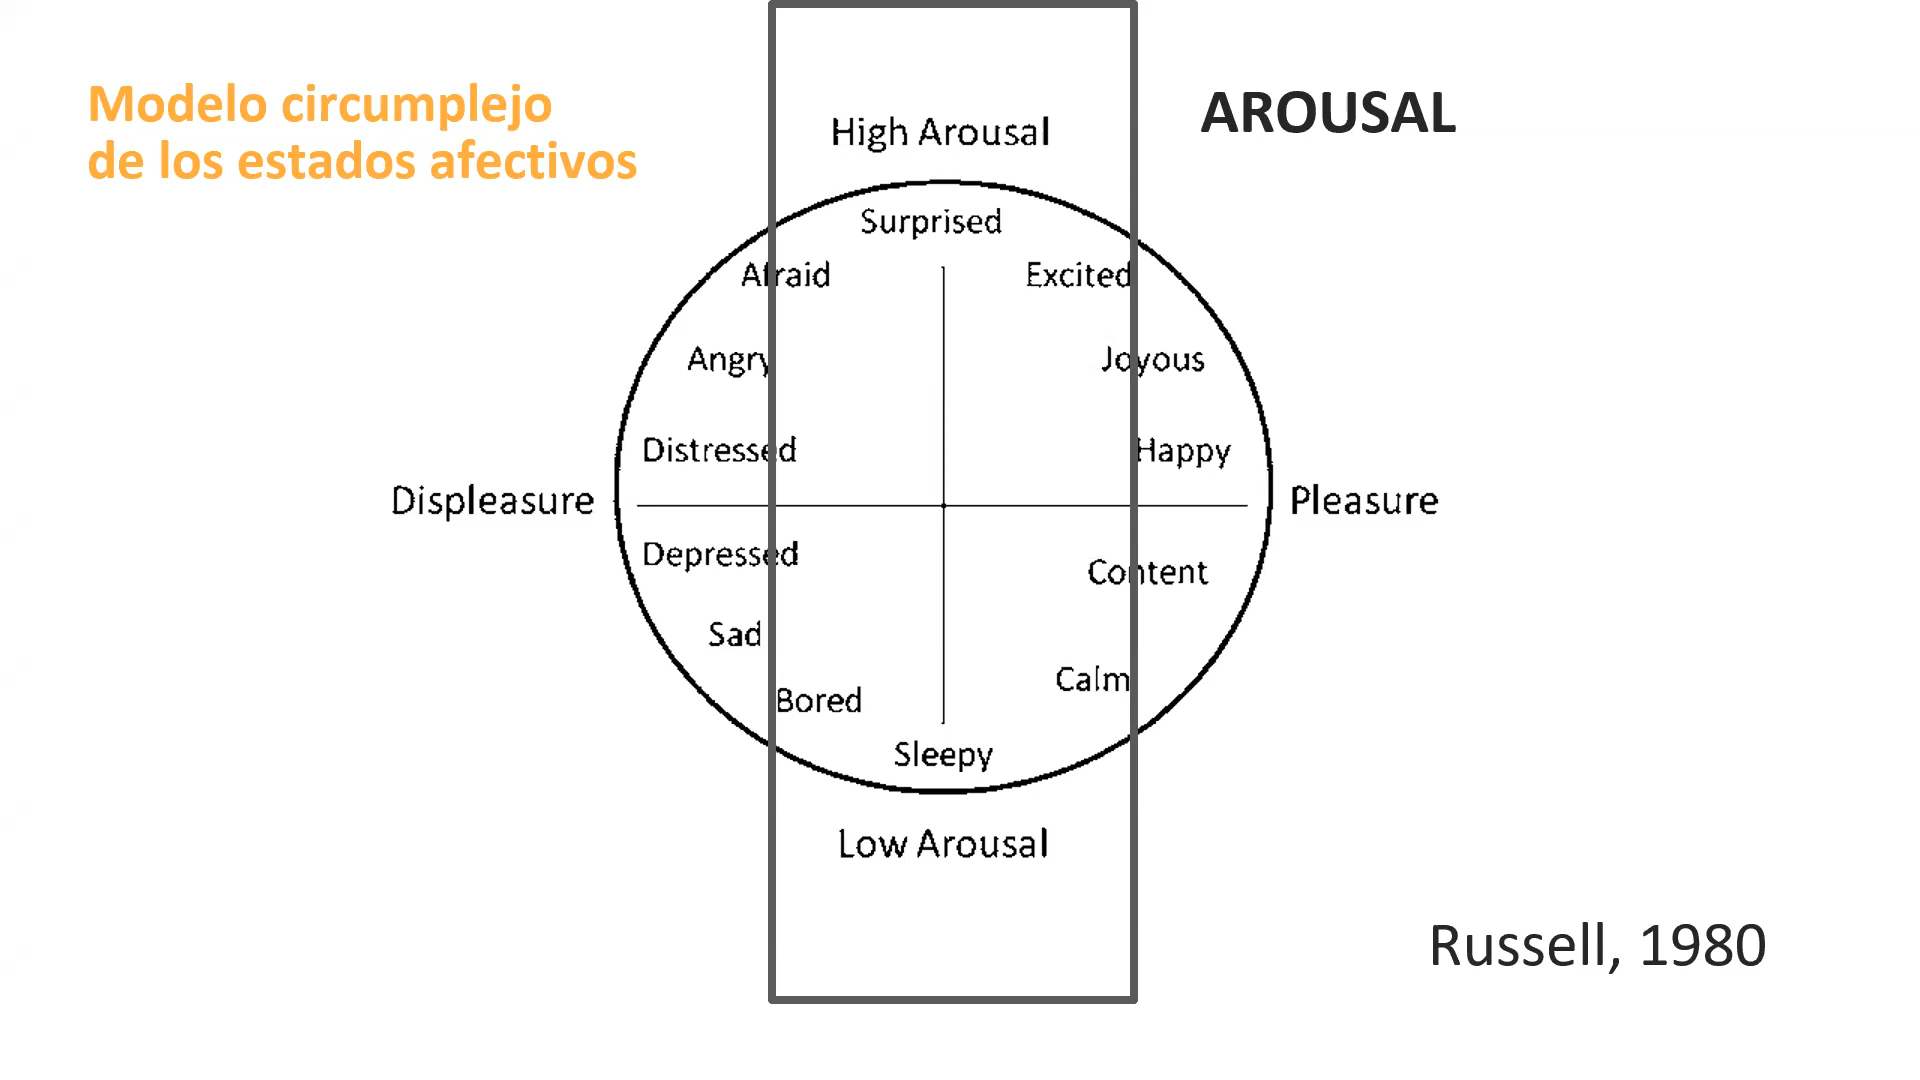 Modelo circumplejo
de los estados afectivos
AROUSAL
High Arousal
Surprised
Afraid
Excited
Angry
Joyous
Distressed
Happy
Displeasure
Pleasure
Depressed
Content
Sad
Calm
Bored
Sleepy
Low Arousal
Russell, 1980